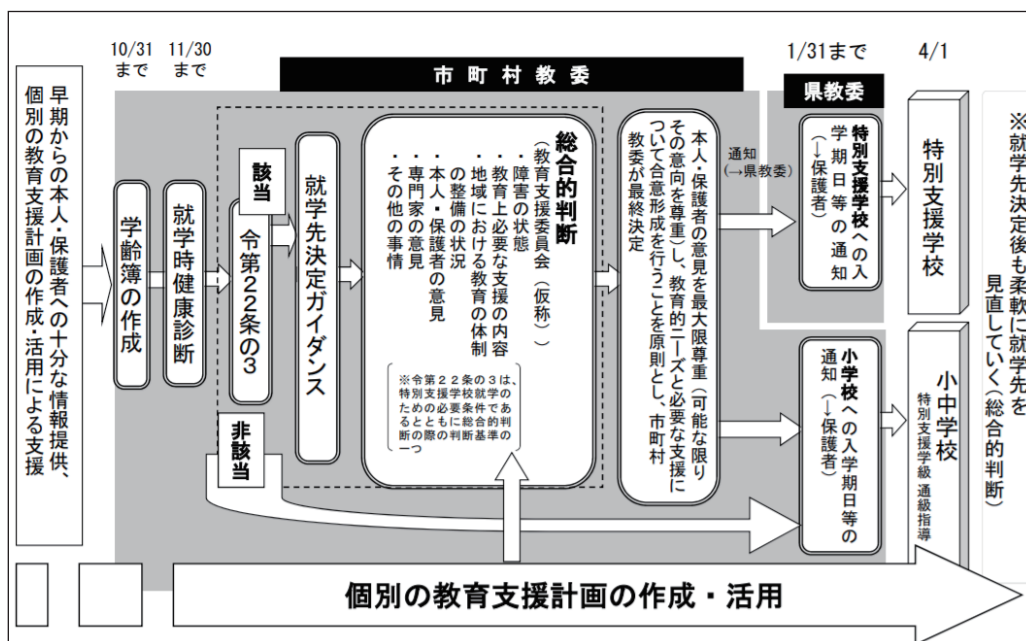 10/31
まで
11/30
まで
市町村教委
1/31まで
県教委
4/1
早期からの本人・保護者への十分な情報提供、
個別の教育支援計画の作成・活用による支援
学齢簿の作成
就学時健康診断
該当
令第22条の3
非該当
就学先決定ガイダンス
総合的判断
(教育支援委員会(仮称))
・障害の状態
・教育上必要な支援の内容
・地域における教育の体制
の整備の状況
・本人・保護者の意見
・専門家の意見
・その他の事情
※令第22条の3は、
特別支援学校就学の
ための必要条件であ
るとともに総合的判
断の際の判断基準の
一つ
本人・保護者の意見を最大限尊重(可能な限り
その意向を尊重)し、教育的ニーズと必要な支援に
ついて合意形成を行うことを原則とし、市町村
教委が最終決定
通知
(→県教委)
特別支援学校への入
学期日等の通知
(→保護者)
小学校への入学期日等の
通知(→保護者)
特別支援学校
小中学校
特別支援学級 通級指導
※就学先決定後も柔軟に就学先を
見直していく(総合的判断)
個別の教育支援計画の作成・活用